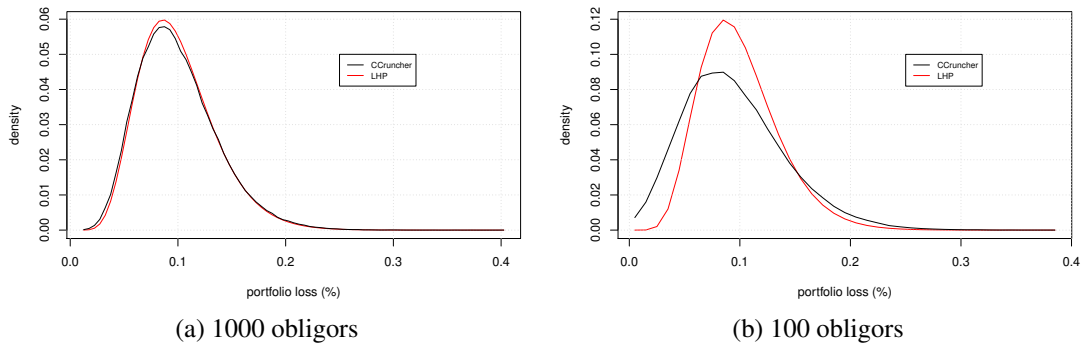 0.06
0.05
0.04
0.03
0.02
0.01
0.00
density
CCruncher
LHP
0.0 0.1 0.2 0.3 0.4
portfolio loss (%)
(a) 1000 obligors
0.12
0.10
0.08
0.06
0.04
0.02
0.00
density
CCruncher
LHP
0.0 0.1 0.2 0.3 0.4
portfolio loss (%)
(b) 100 obligors